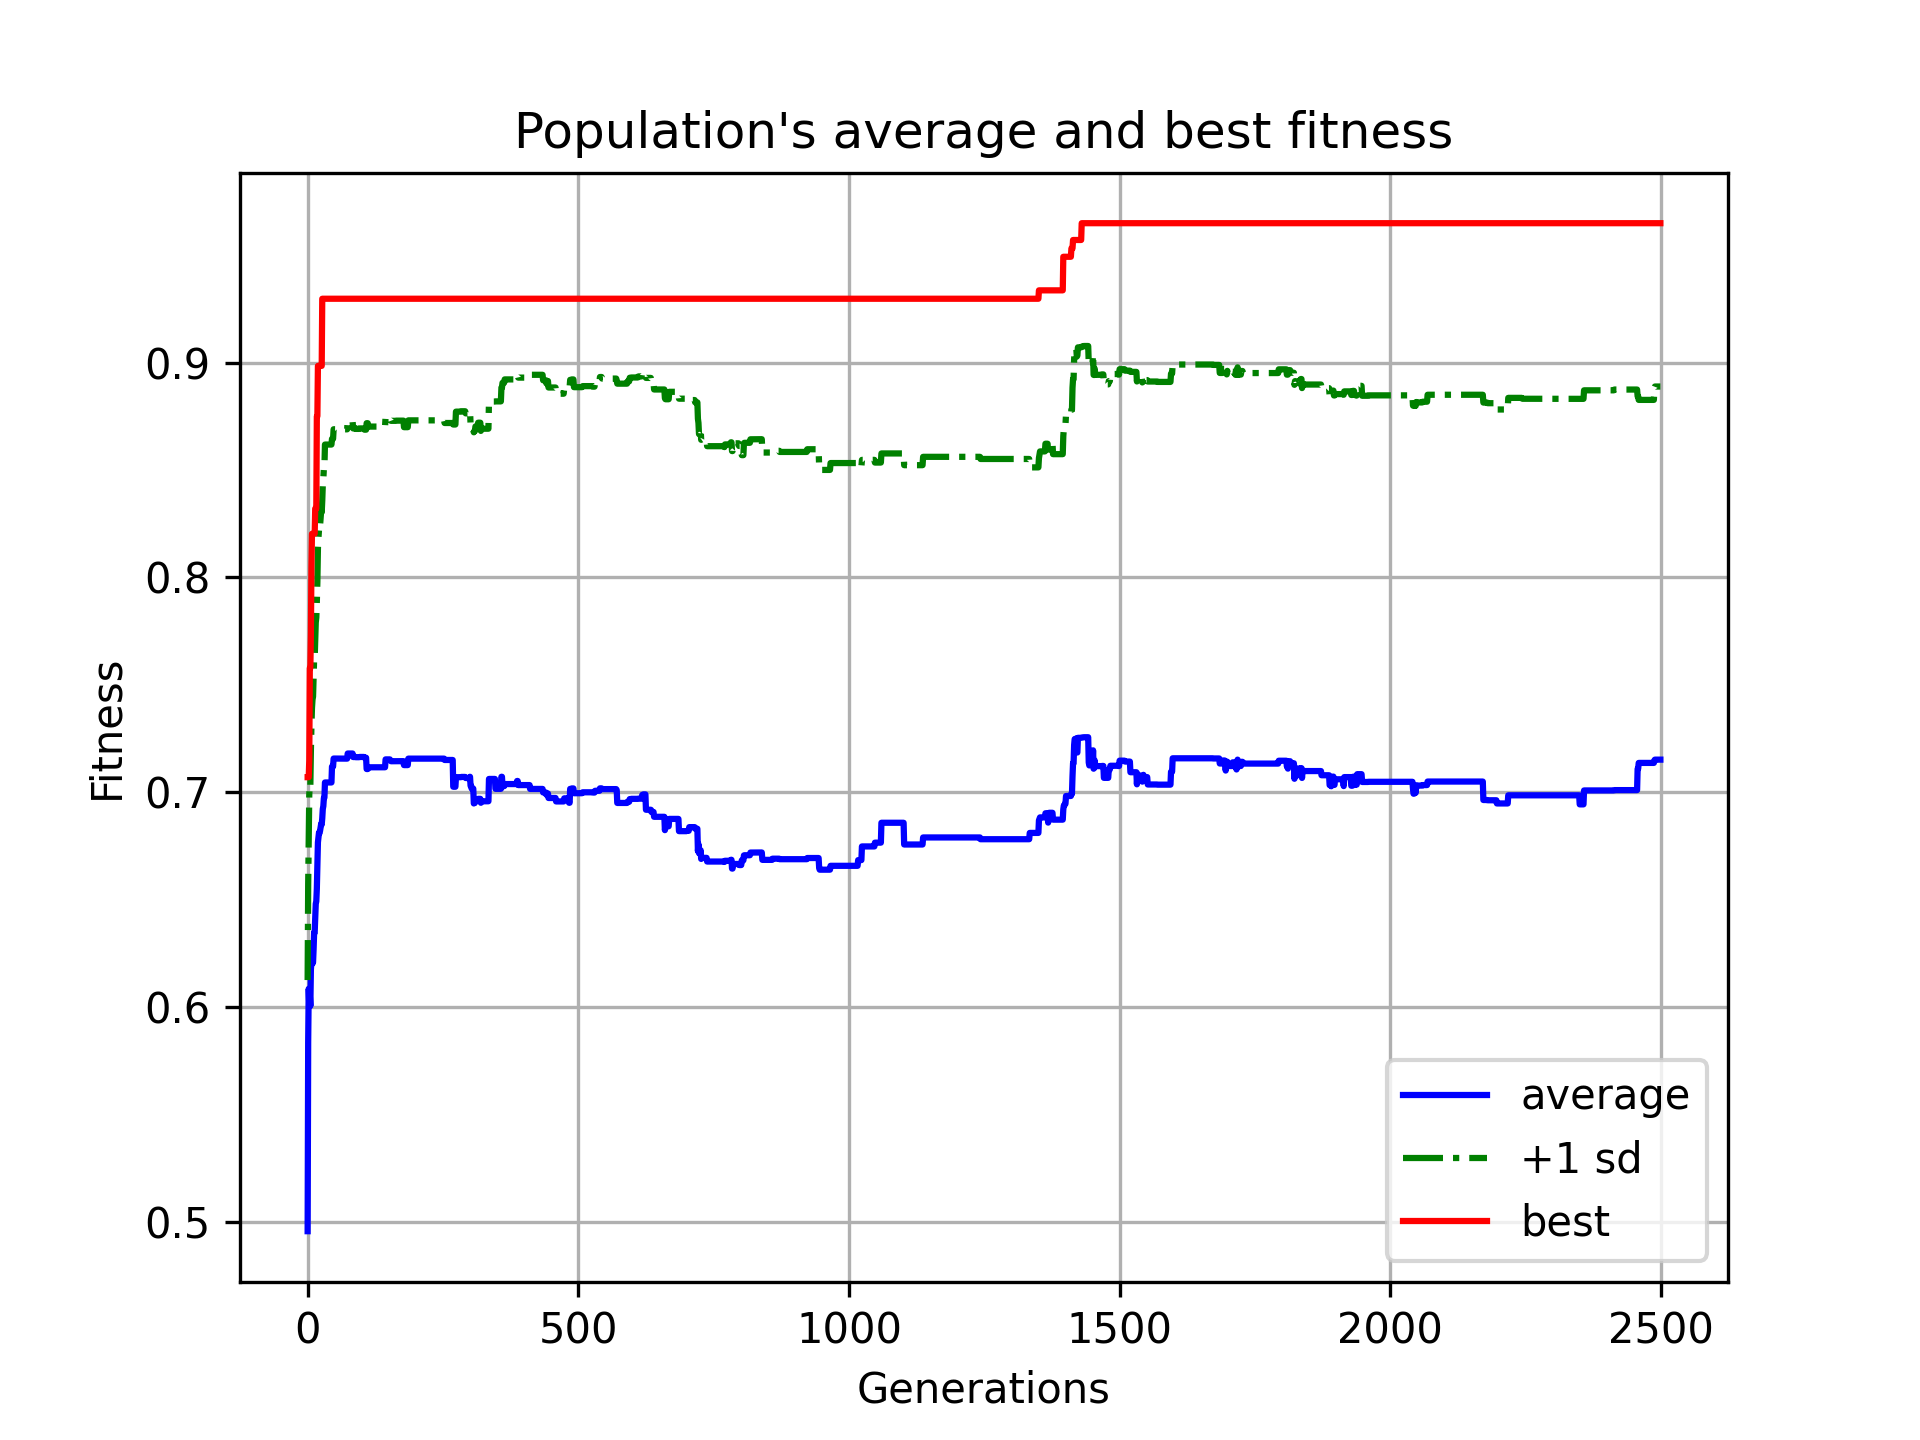 Population's average and best fitness
Fitness
0.9
0.8
0.7
0.6
0.5
0 500 1000 1500 2000 2500
Generations
average
+1 sd
best